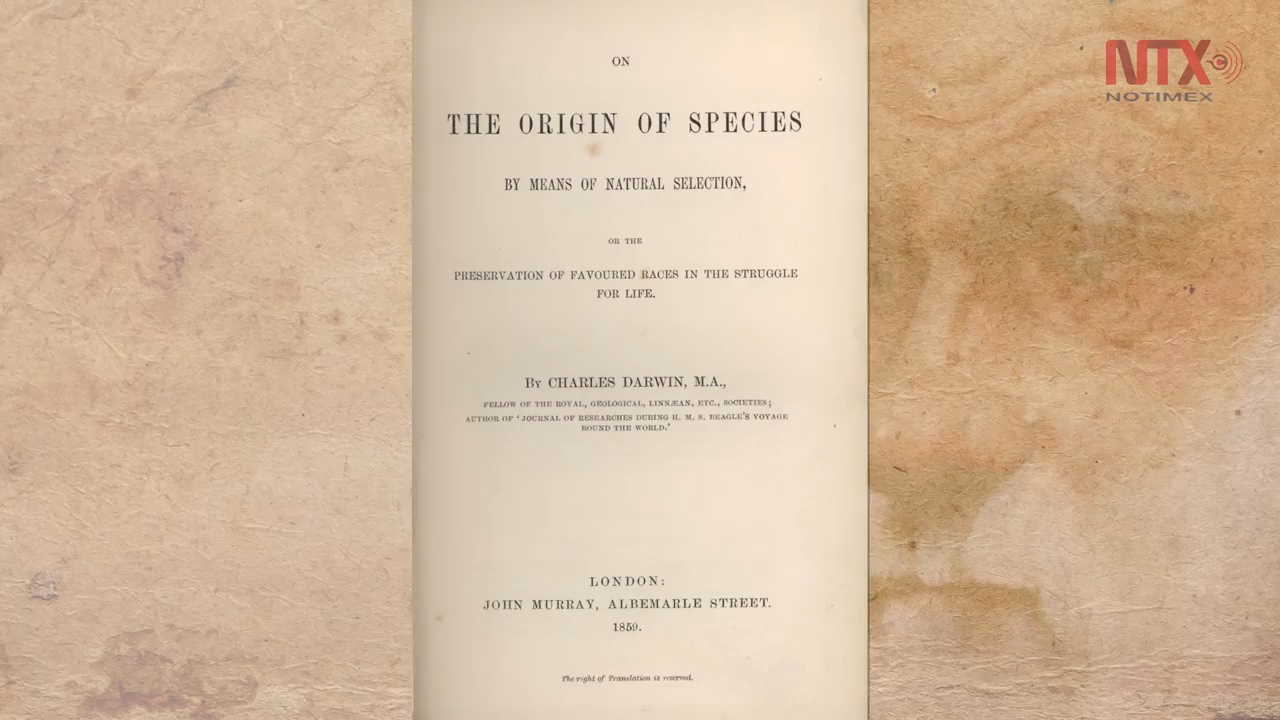 ON
THE ORIGIN OF SPECIES
BY MEANS OF NATURAL SELECTION,
OR THE
PRESERVATION OF FAVOURED RACES IN THE STRUGGLE
FOR LIFE.
By CHARLES DARWIN, M.A.,
FELLOW OF THE ROYAL, GEOLOGICAL, LINNÆAN, ETC., SOCIETIES;
AUTHOR OF 'JOURNAL OF RESEARCHES DURING H. M. S. BEAGLE'S VOYAGE
ROUND THE WORLD.'
LONDON:
JOHN MURRAY, ALBEMARLE STREET.
1859.
The right of Translation is reserved.
NTX
NOTIMEX